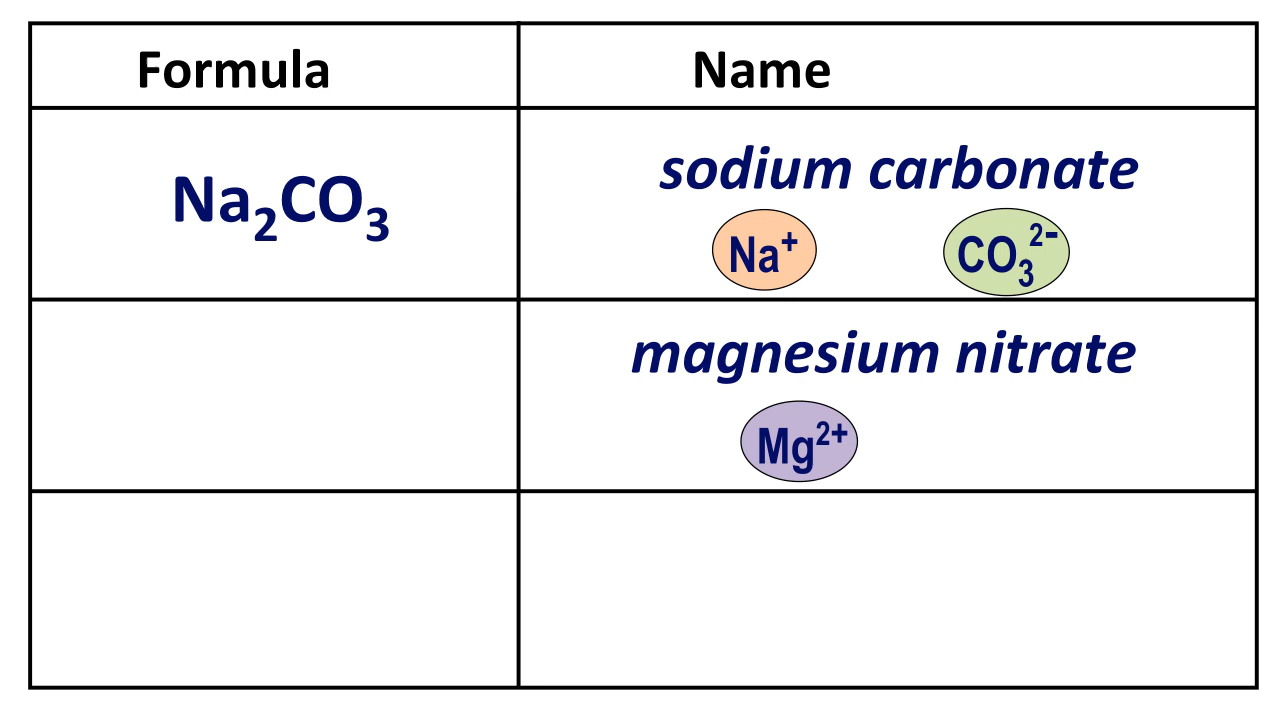 Formula Name
Na₂CO₃ sodium carbonate
Na⁺ CO₃²⁻
magnesium nitrate
Mg²⁺